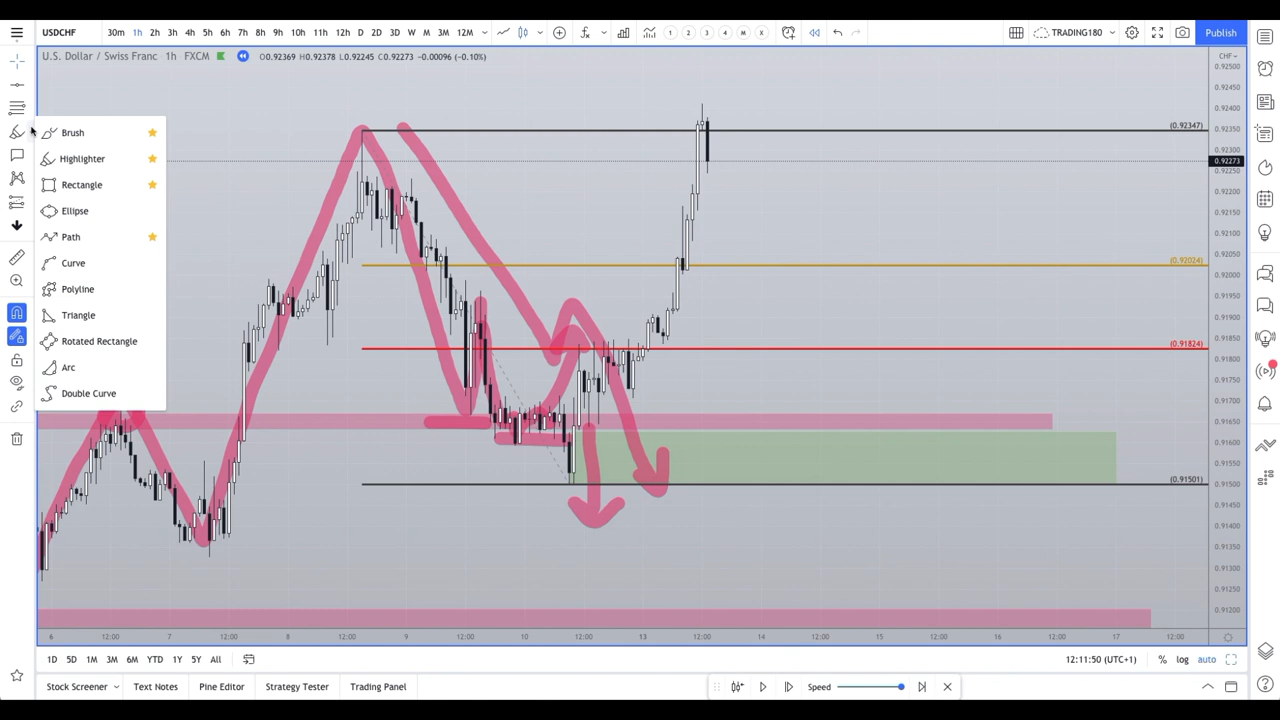 USDCHF 30m 1h 2h 3h 4h 5h 6h 7h 8h 9h 10h 11h 12h D 2D 3D W M 3M 12M 1 2 3 4 M X TRADING180 Publish
U.S. Dollar / Swiss Franc · 1h · FXCM O0.92369 H0.92378 L0.92245 C0.92273 -0.00096 (-0.10%) CHF
0.92500
0.92450
0.92400
(0.92347) 0.92350
0.92300
0.92273
0.92250
0.92150
0.92100
0.92050
(0.92024)
0.92000
0.91950
0.91900
(0.91824) 0.91850
0.91800
0.91750
0.91700
0.91650
0.91600
0.91550
(0.91501) 0.91500
0.91450
0.91400
0.91350
0.91300
0.91250
0.91200
Brush
Highlighter
Rectangle
Ellipse
Path
Curve
Polyline
Triangle
Rotated Rectangle
Arc
Double Curve
6 12:00 7 12:00 8 12:00 9 12:00 10 12:00 13 12:00 14 12:00 15 12:00 16 12:00 17 12:00
1D 5D 1M 3M 6M YTD 1Y 5Y All 12:11:50 (UTC+1) % log auto
Stock Screener Text Notes Pine Editor Strategy Tester Trading Panel Speed